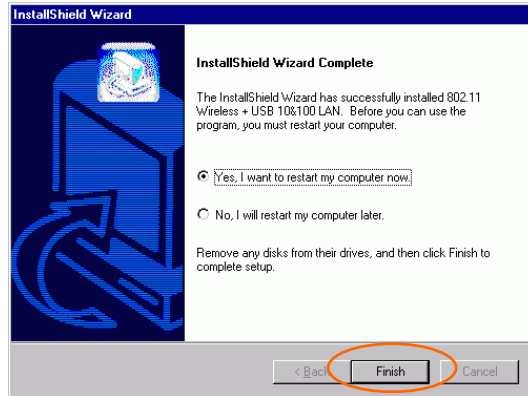 InstallShield Wizard
InstallShield Wizard Complete
The InstallShield Wizard has successfully installed 802.11
Wireless + USB 10&100 LAN. Before you can use the
program, you must restart your computer.
Yes, I want to restart my computer now.
No, I will restart my computer later.
Remove any disks from their drives, and then click Finish to
complete setup.
< Back
Finish
Cancel